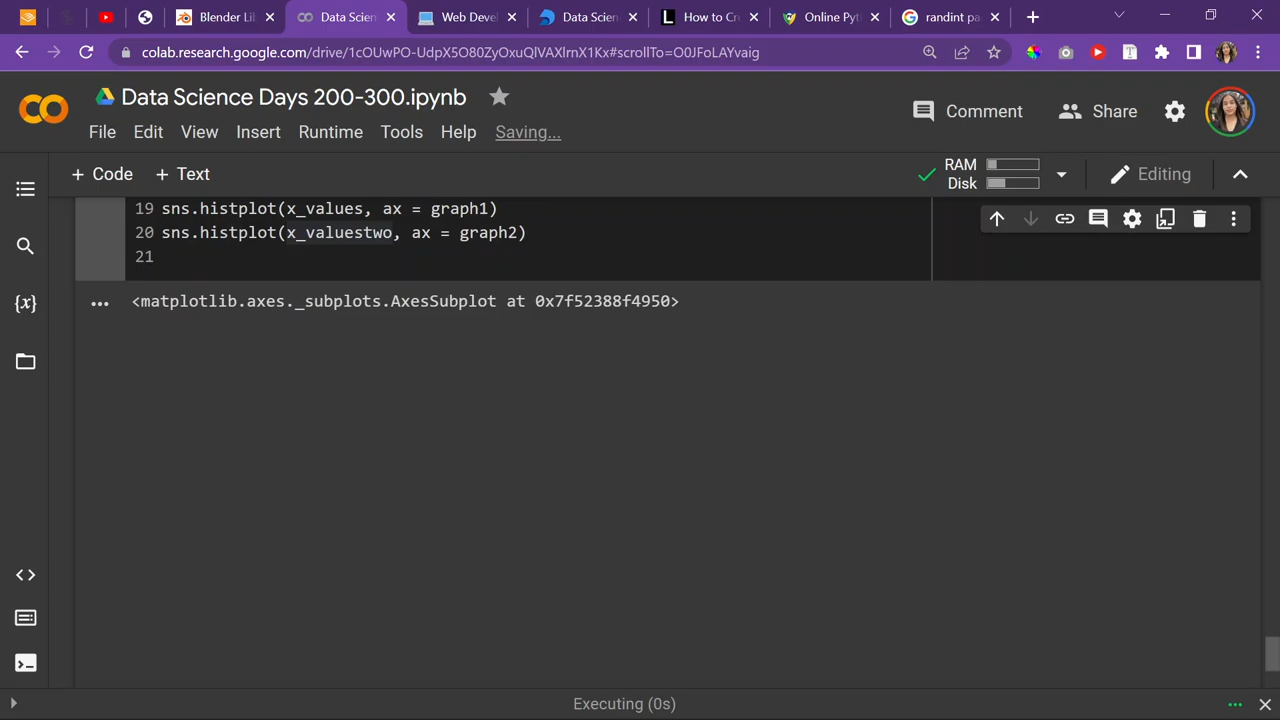 Blender Lib
Data Scien
Web Devel
Data Scien
How to Cre
Online Pyt
randint pa
colab.research.google.com/drive/1cOUwPO-UdpX5O80ZyOxuQlVAXlrnX1Kx#scrollTo=O0JFoLAYvaig
Data Science Days 200-300.ipynb
Comment
Share
File Edit View Insert Runtime Tools Help Saving...
+ Code + Text
RAM
Disk
Editing
19 sns.histplot(x_values, ax = graph1)
20 sns.histplot(x_valuestwo, ax = graph2)
21
<matplotlib.axes._subplots.AxesSubplot at 0x7f52388f4950>
Executing (0s)